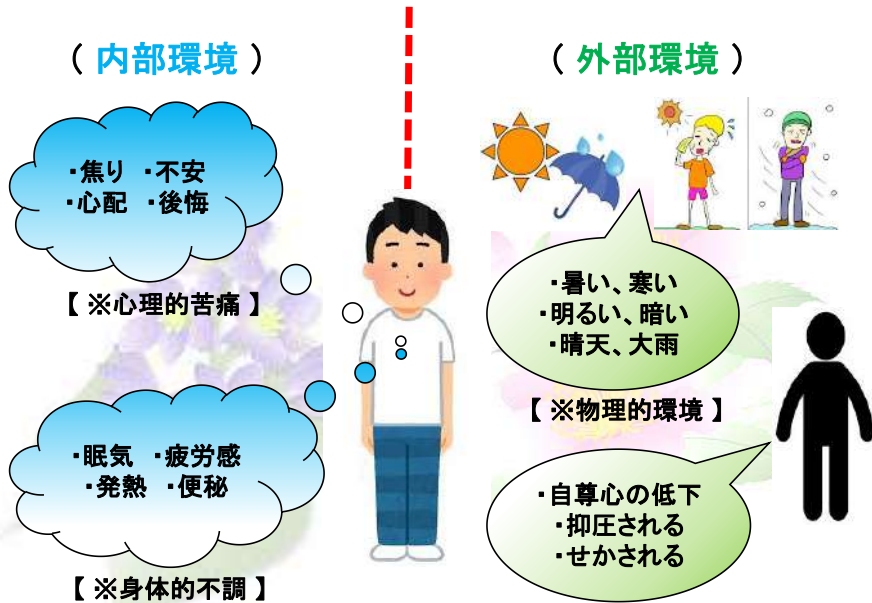 （ 内部環境 ）
・焦り ・不安
・心配 ・後悔
【 ※心理的苦痛 】
・眠気 ・疲労感
・発熱 ・便秘
【 ※身体的不調 】
（ 外部環境 ）
・暑い、寒い
・明るい、暗い
・晴天、大雨
【 ※物理的環境 】
・自尊心の低下
・抑圧される
・せかされる